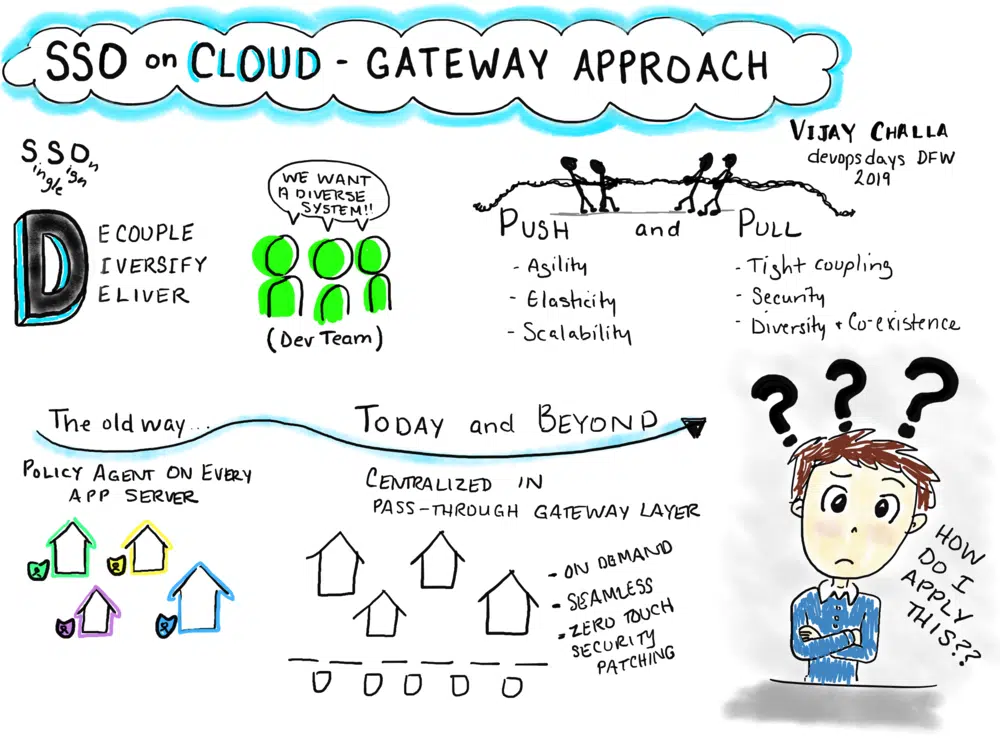 SSO on CLOUD - GATEWAY APPROACH
VIJAY CHALLA
devopsdays DFW
2019
SSOn
ingle ign
DECOUPLE
IVERSIFY
ELIVER
WE WANT
A DIVERSE
SYSTEM!!
(Dev Team)
PUSH and PULL
- Agility
- Elasticity
- Scalability
- Tight coupling
- Security
- Diversity + Co-existence
The old way...
TODAY and BEYOND
POLICY AGENT ON EVERY
APP SERVER
CENTRALIZED IN
PASS-THROUGH GATEWAY LAYER
- ON DEMAND
- SEAMLESS
- ZERO TOUCH
SECURITY
PATCHING
???
HOW
DO I
APPLY
THIS??